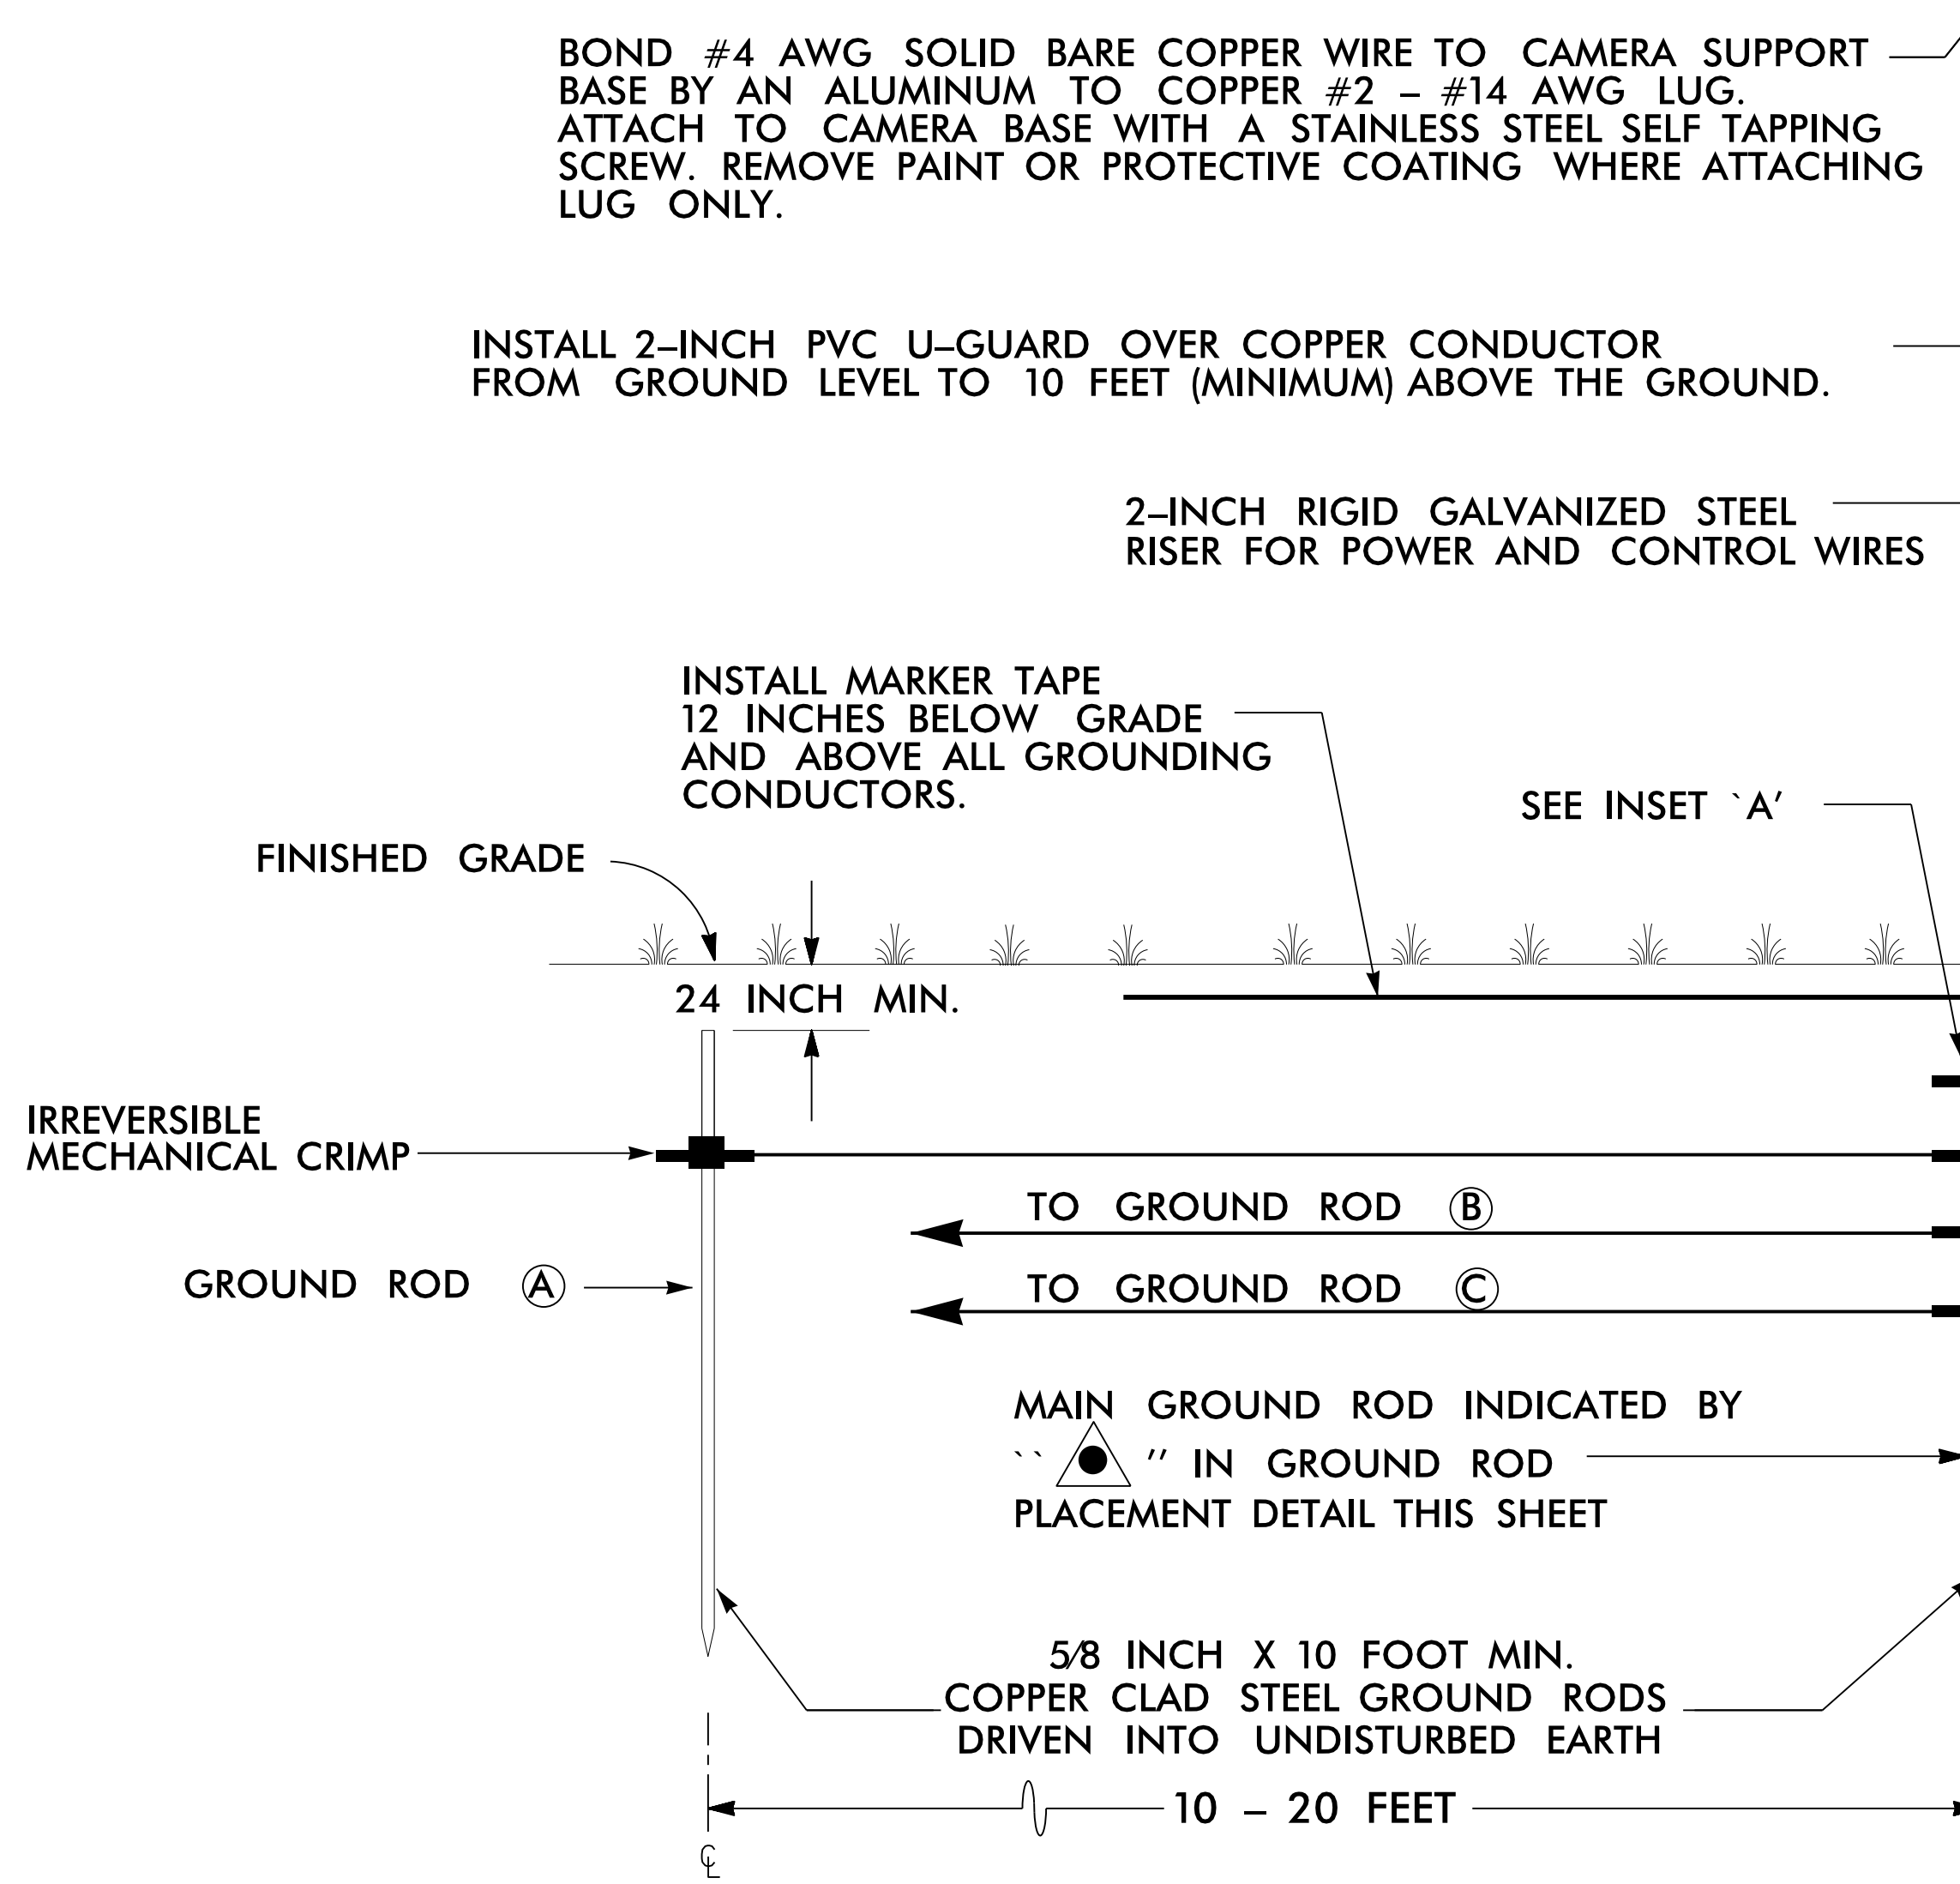 BOND #4 AWG SOLID BARE COPPER WIRE TO CAMERA SUPPORT
BASE BY AN ALUMINUM TO COPPER #2 – #14 AWG LUG.
ATTACH TO CAMERA BASE WITH A STAINLESS STEEL SELF TAPPING
SCREW. REMOVE PAINT OR PROTECTIVE COATING WHERE ATTACHING
LUG ONLY.
INSTALL 2–INCH PVC U–GUARD OVER COPPER CONDUCTOR
FROM GROUND LEVEL TO 10 FEET (MINIMUM) ABOVE THE GROUND.
2–INCH RIGID GALVANIZED STEEL
RISER FOR POWER AND CONTROL WIRES
INSTALL MARKER TAPE
12 INCHES BELOW GRADE
AND ABOVE ALL GROUNDING
CONDUCTORS.
SEE INSET `A'
FINISHED GRADE
24 INCH MIN.
IRREVERSIBLE
MECHANICAL CRIMP
TO GROUND ROD B
GROUND ROD A
TO GROUND ROD C
MAIN GROUND ROD INDICATED BY
`` '' IN GROUND ROD
PLACEMENT DETAIL THIS SHEET
5/8 INCH X 10 FOOT MIN.
COPPER CLAD STEEL GROUND RODS
DRIVEN INTO UNDISTURBED EARTH
10 – 20 FEET
℄